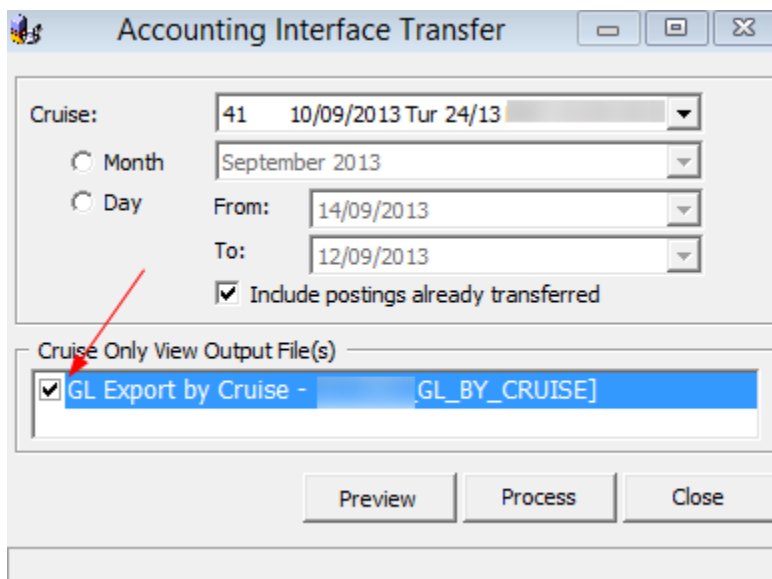 Accounting Interface Transfer
Cruise: 41 10/09/2013 Tur 24/13
Month September 2013
Day From: 14/09/2013
To: 12/09/2013
Include postings already transferred
Cruise Only View Output File(s)
GL Export by Cruise - _GL_BY_CRUISE]
Preview Process Close